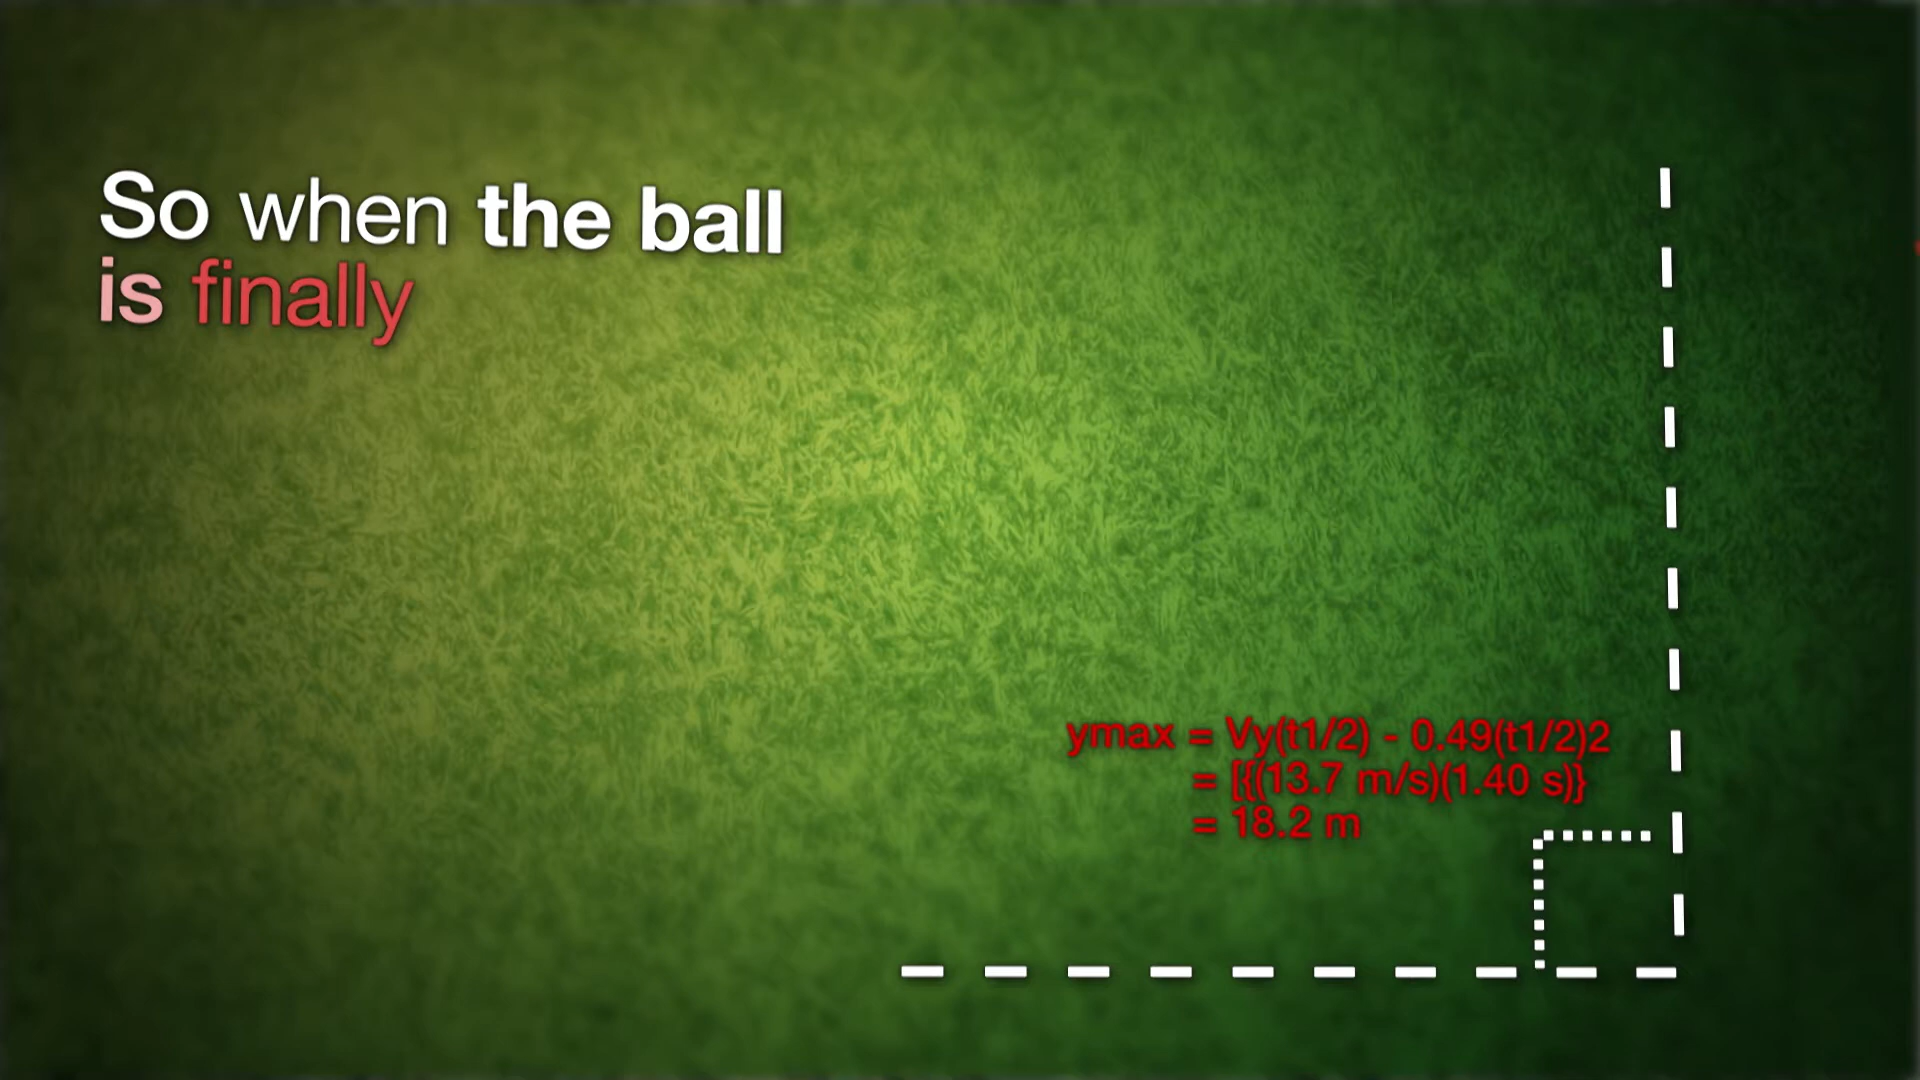 So when the ball
is finally
ymax = Vy(t1/2) - 0.49(t1/2)2
= [{(13.7 m/s)(1.40 s)}
= 18.2 m